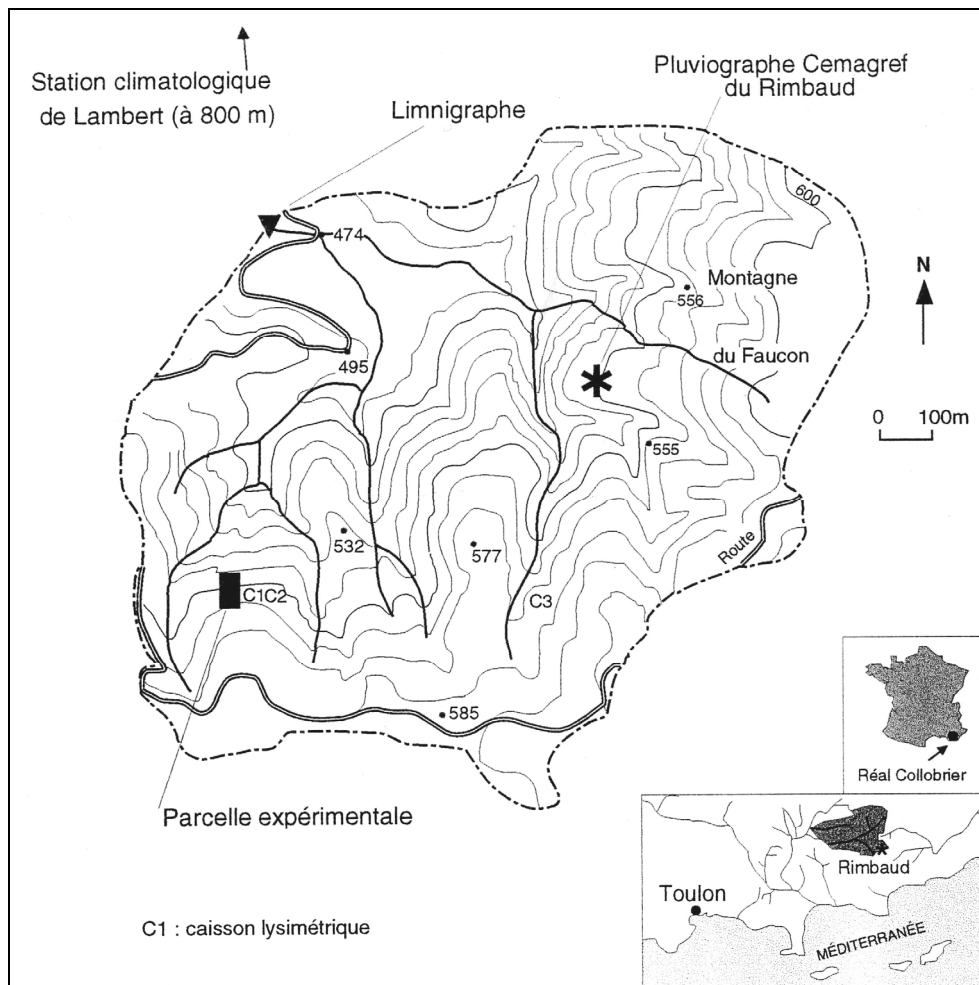 Station climatologique
de Lambert (à 800 m)
Pluviographe Cemagref
du Rimbaud
Limnigraphe
600
474
Montagne
556
N
du Faucon
495
0 100m
555
532
577
Route
C1C2
C3
585
Réal Collobrier
Parcelle expérimentale
Rimbaud
Toulon
C1 : caisson lysimétrique
MÉDITERRANÉE